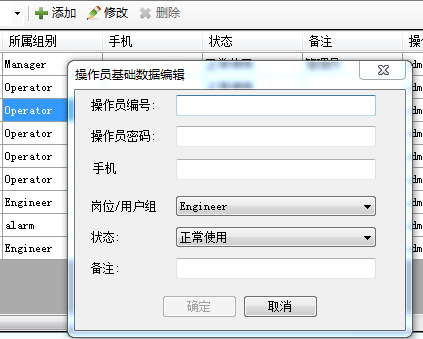 添加 修改 删除
所属组别 手机 状态 备注 操
Manager
Operator
Operator
Operator
Operator
Operator
Engineer
alarm
Engineer
操作员基础数据编辑
操作员编号:
操作员密码:
手机
岗位/用户组 Engineer
状态: 正常使用
备注:
确定 取消